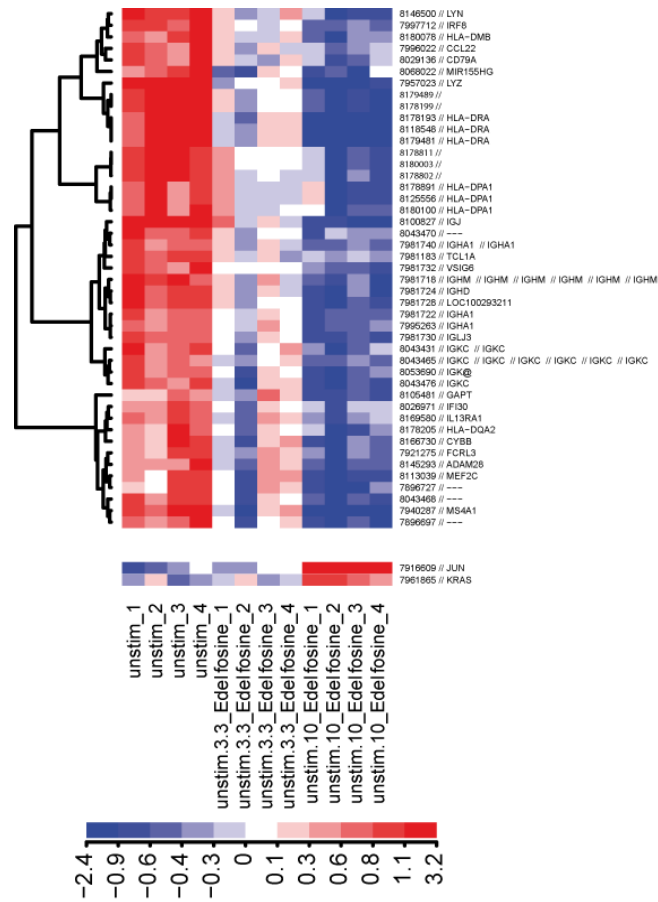 8146500 // LYN
7997712 // IRF8
8180078 // HLA−DMB
7996022 // CCL22
8029136 // CD79A
8068022 // MIR155HG
7957023 // LYZ
8179489 //
8178199 //
8178193 // HLA−DRA
8118548 // HLA−DRA
8179481 // HLA−DRA
8178811 //
8180003 //
8178802 //
8178891 // HLA−DPA1
8125556 // HLA−DPA1
8180100 // HLA−DPA1
8100827 // IGJ
8043470 // −−−
7981740 // IGHA1 // IGHA1
7981183 // TCL1A
7981732 // VSIG6
7981718 // IGHM // IGHM // IGHM // IGHM // IGHM // IGHM
7981724 // IGHD
7981728 // LOC100293211
7981722 // IGHA1
7995263 // IGHA1
7981730 // IGLJ3
8043431 // IGKC // IGKC
8043465 // IGKC // IGKC // IGKC // IGKC // IGKC // IGKC
8053690 // IGK@
8043476 // IGKC
8105481 // GAPT
8026971 // IFI30
8169580 // IL13RA1
8178205 // HLA−DQA2
8166730 // CYBB
7921275 // FCRL3
8145293 // ADAM28
8113039 // MEF2C
7896727 // −−−
8043468 // −−−
7940287 // MS4A1
7896697 // −−−
7916609 // JUN
7961865 // KRAS
unstim_1
unstim_2
unstim_3
unstim_4
unstim.3.3_Edelfosine_1
unstim.3.3_Edelfosine_2
unstim.3.3_Edelfosine_3
unstim.3.3_Edelfosine_4
unstim.10_Edelfosine_1
unstim.10_Edelfosine_2
unstim.10_Edelfosine_3
unstim.10_Edelfosine_4
−2.4
−0.9
−0.6
−0.4
−0.3
0
0.1
0.3
0.6
0.8
1.1
3.2